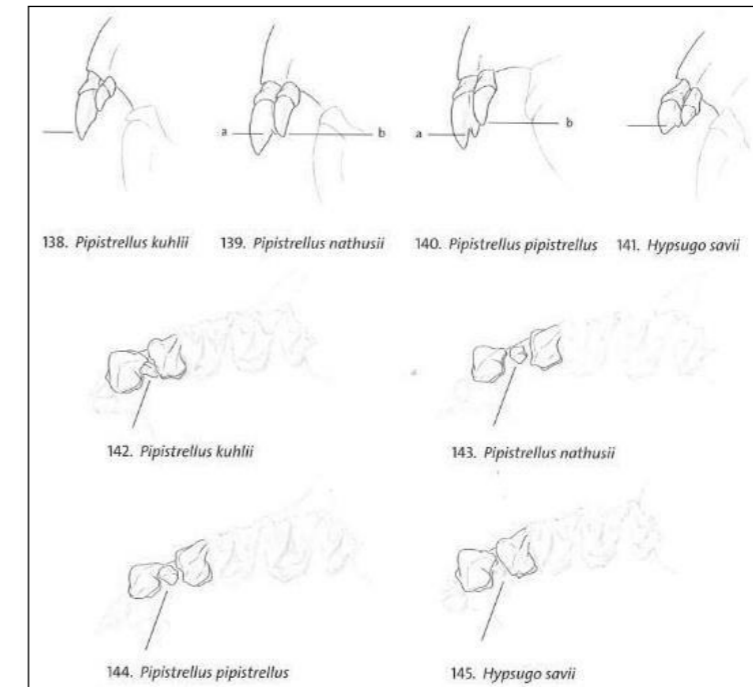 a b a b
138. Pipistrellus kuhlii 139. Pipistrellus nathusii 140. Pipistrellus pipistrellus 141. Hypsugo savii
142. Pipistrellus kuhlii 143. Pipistrellus nathusii
144. Pipistrellus pipistrellus 145. Hypsugo savii